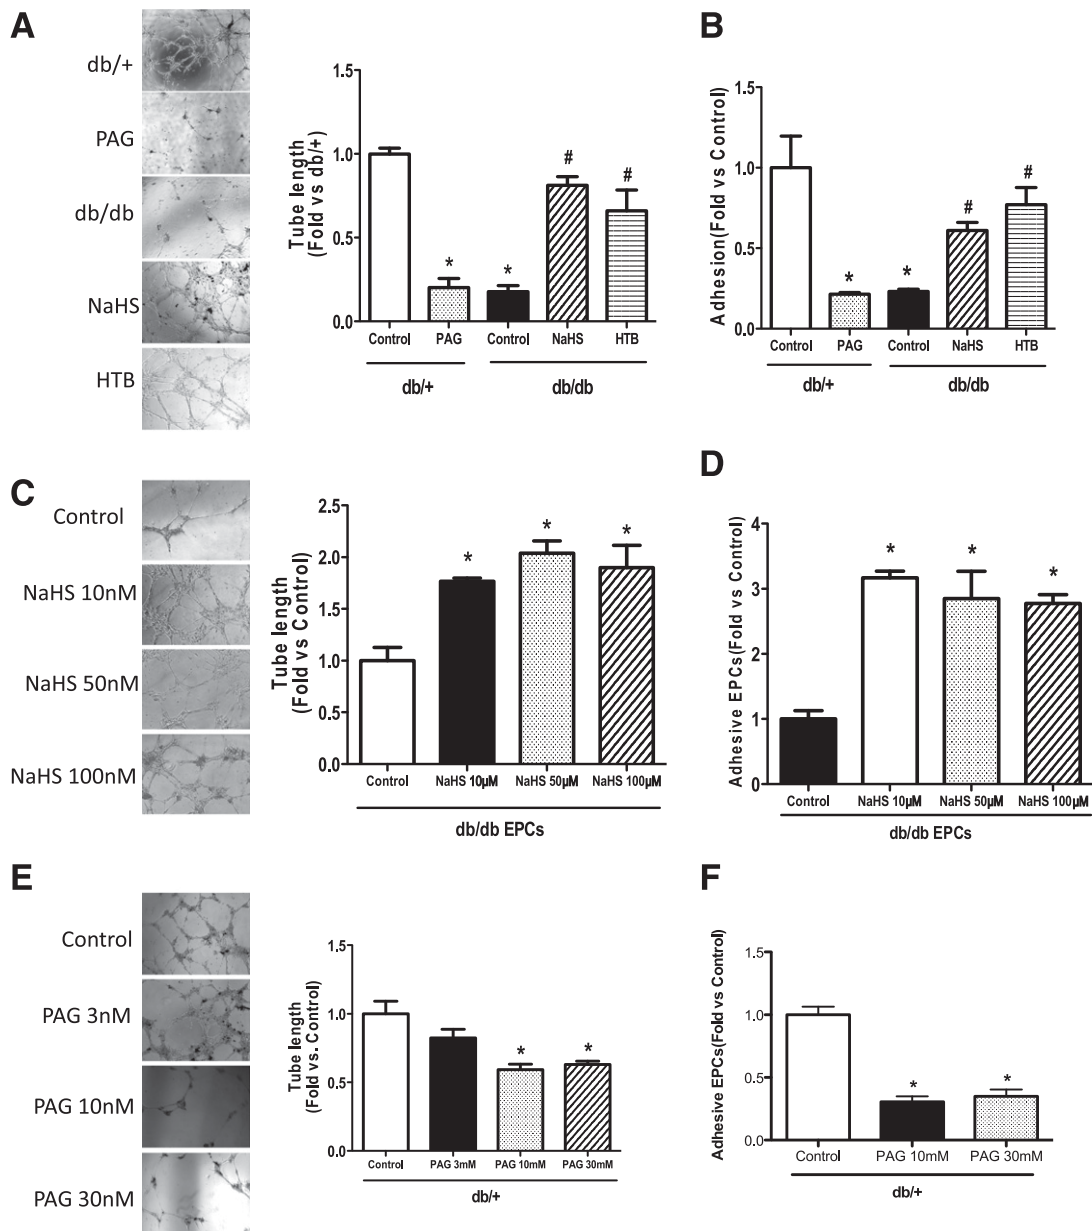 A
db/+
PAG
db/db
NaHS
HTB
Tube length
(Fold vs db/+)
1.5
1.0
0.5
0.0
*
*
#
#
Control
PAG
Control
NaHS
HTB
db/+
db/db
B
Adhesion(Fold vs Control)
1.5
1.0
0.5
0.0
*
*
#
#
Control
PAG
Control
NaHS
HTB
db/+
db/db
C
Control
NaHS 10nM
NaHS 50nM
NaHS 100nM
Tube length
(Fold vs Control)
2.5
2.0
1.5
1.0
0.5
0.0
*
*
*
Control
NaHS 10µM
NaHS 50µM
NaHS 100µM
db/db EPCs
D
Adhesive EPCs(Fold vs Control)
4
3
2
1
0
*
*
*
Control
NaHS 10µM
NaHS 50µM
NaHS 100µM
db/db EPCs
E
Control
PAG 3nM
PAG 10nM
PAG 30nM
Tube length
(Fold vs. Control)
1.5
1.0
0.5
0.0
*
*
Control
PAG 3mM
PAG 10mM
PAG 30mM
db/+
F
Adhesive EPCs(Fold vs Control)
1.5
1.0
0.5
0.0
*
*
Control
PAG 10mM
PAG 30mM
db/+